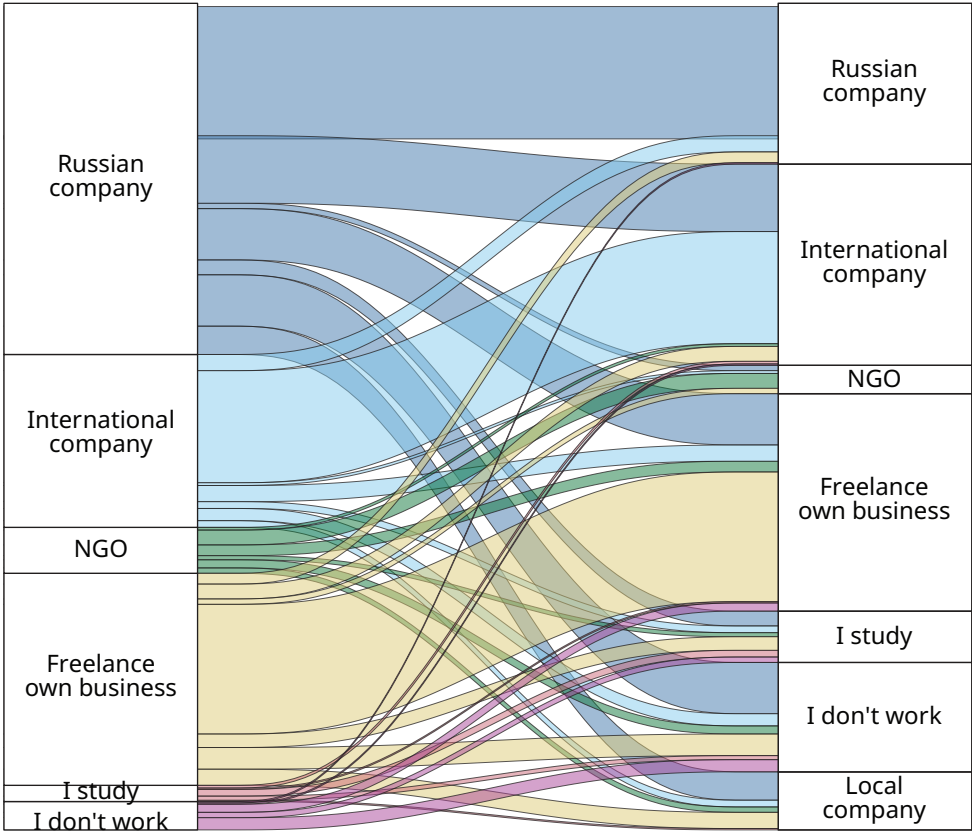 Russian
company
International
company
NGO
Freelance
own business
I study
I don't work
Russian
company
International
company
NGO
Freelance
own business
I study
I don't work
Local
company